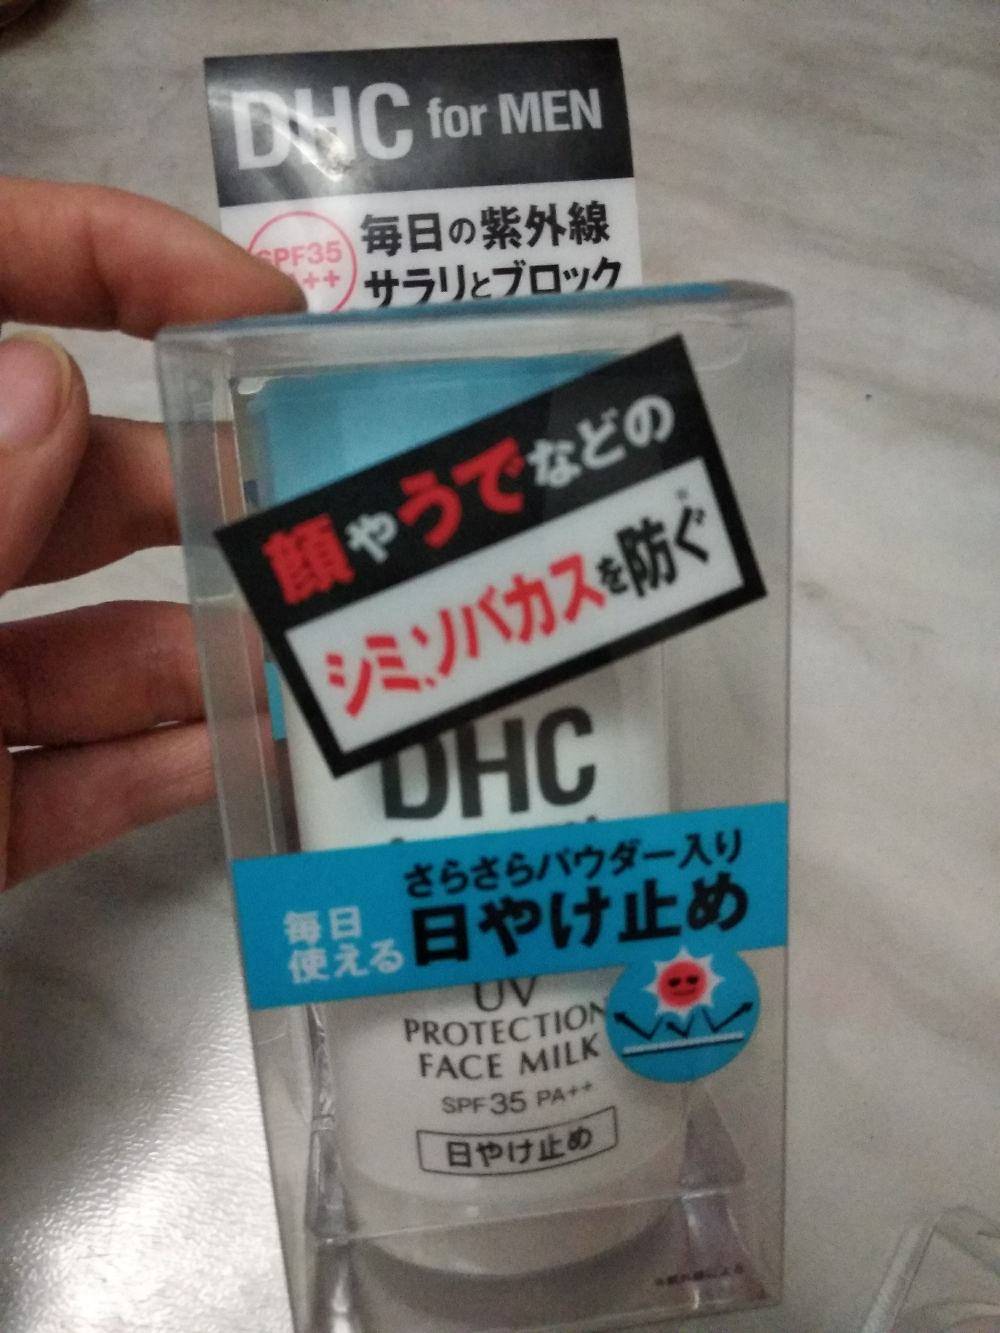 DHC for MEN
SPF35
++
毎日の紫外線
サラリとブロック
顔やうでなどの
シミ、ソバカスを防ぐ
DHC
さらさらパウダー入り
毎日
使える
日やけ止め
UV
PROTECTION
FACE MILK
SPF35 PA++
日やけ止め